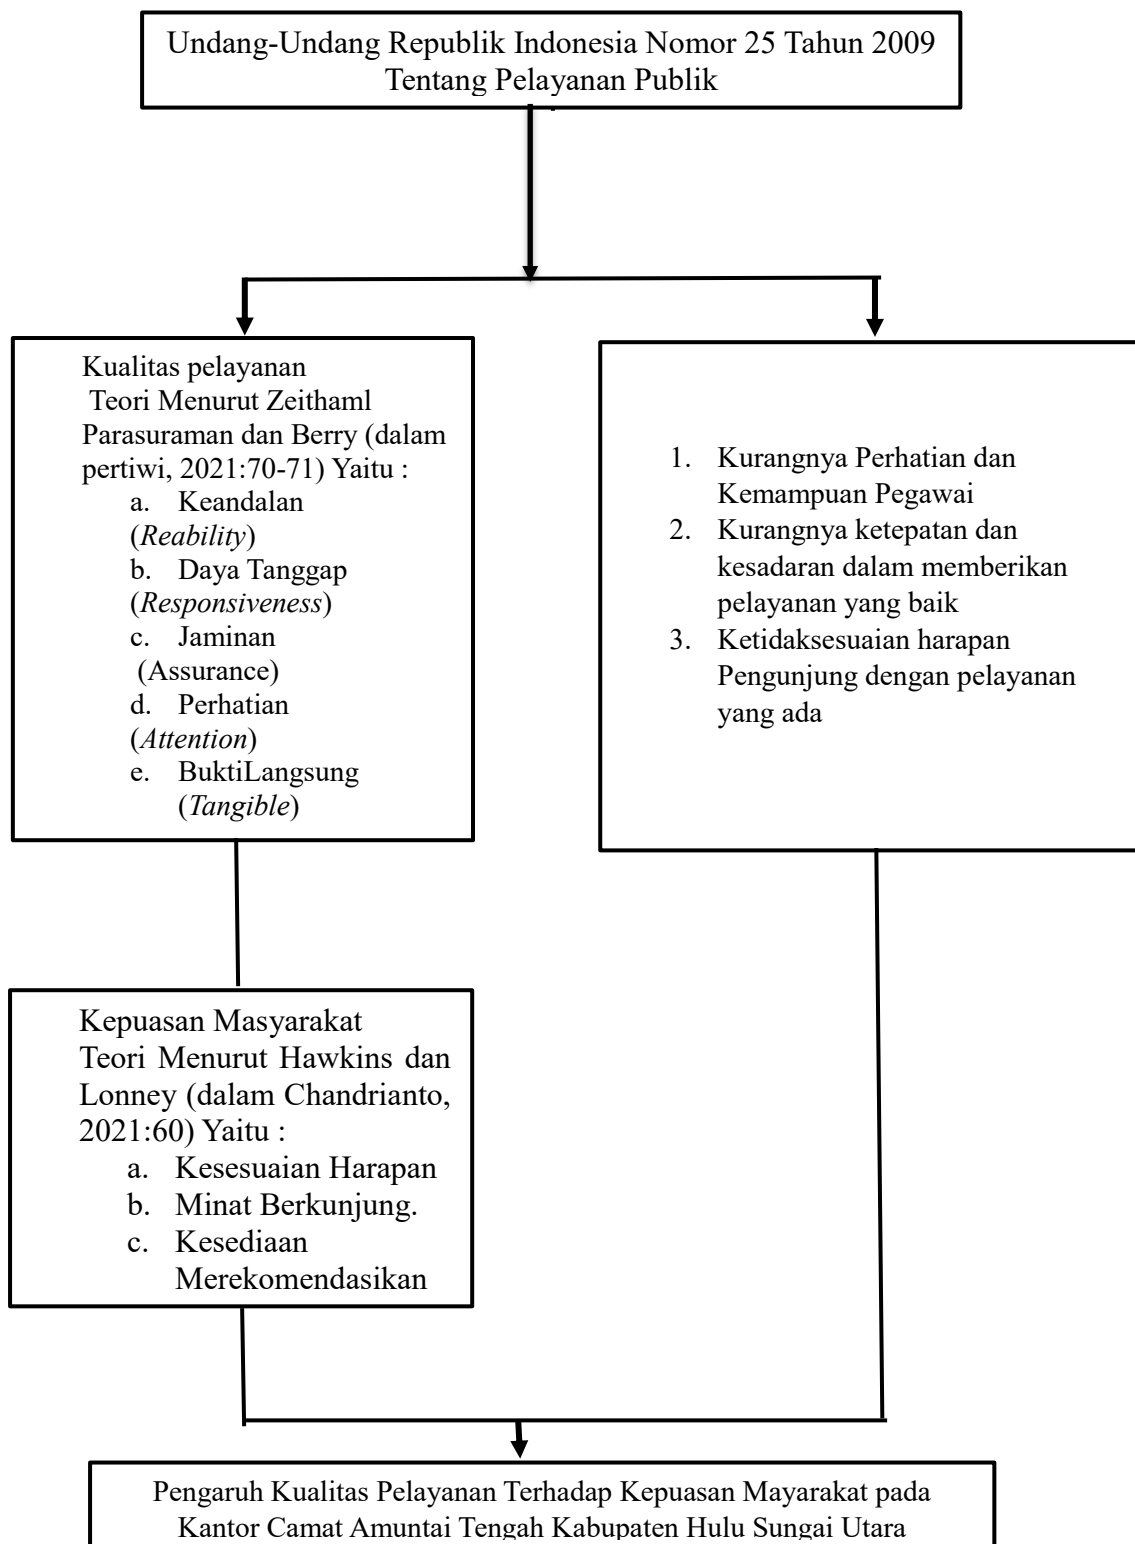 Undang-Undang Republik Indonesia Nomor 25 Tahun 2009
Tentang Pelayanan Publik
Kualitas pelayanan
Teori Menurut Zeithaml
Parasuraman dan Berry (dalam
pertiwi, 2021:70-71) Yaitu :
a. Keandalan
(Reability)
b. Daya Tanggap
(Responsiveness)
c. Jaminan
(Assurance)
d. Perhatian
(Attention)
e. BuktiLangsung
(Tangible)
1. Kurangnya Perhatian dan
Kemampuan Pegawai
2. Kurangnya ketepatan dan
kesadaran dalam memberikan
pelayanan yang baik
3. Ketidaksesuaian harapan
Pengunjung dengan pelayanan
yang ada
Kepuasan Masyarakat
Teori Menurut Hawkins dan
Lonney (dalam Chandrianto,
2021:60) Yaitu :
a. Kesesuaian Harapan
b. Minat Berkunjung.
c. Kesediaan
Merekomendasikan
Pengaruh Kualitas Pelayanan Terhadap Kepuasan Mayarakat pada
Kantor Camat Amuntai Tengah Kabupaten Hulu Sungai Utara